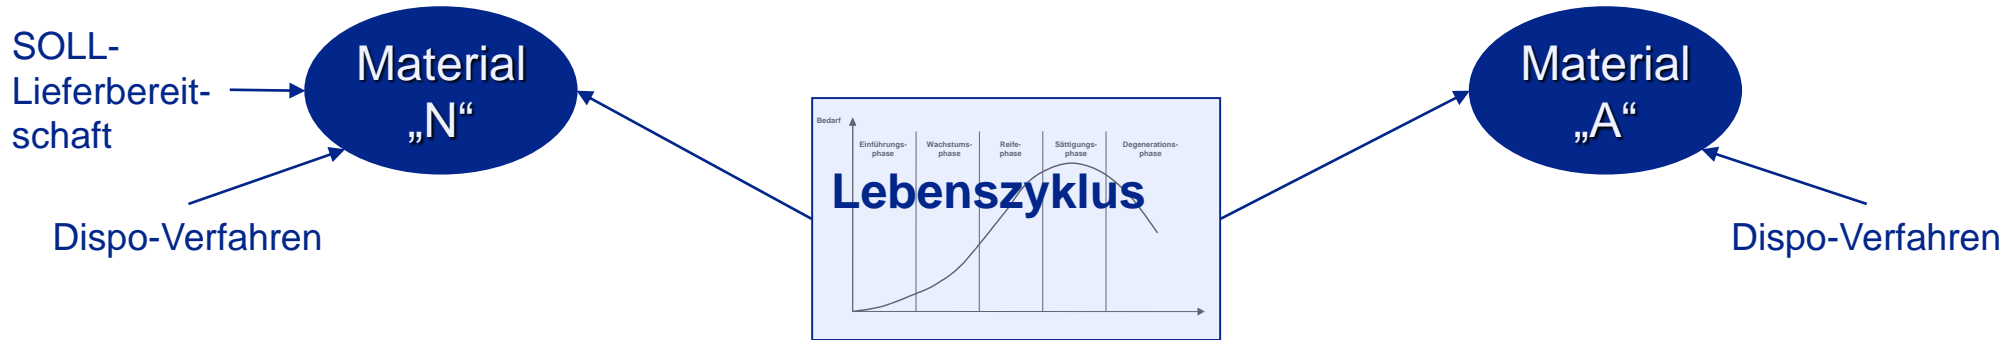 SOLL-
Lieferbereit-
schaft
Dispo-Verfahren
Material
„N“
Bedarf
Einführungs-
phase
Wachstums-
phase
Reife-
phase
Sättigungs-
phase
Degenerations-
phase
Lebenszyklus
Material
„A“
Dispo-Verfahren